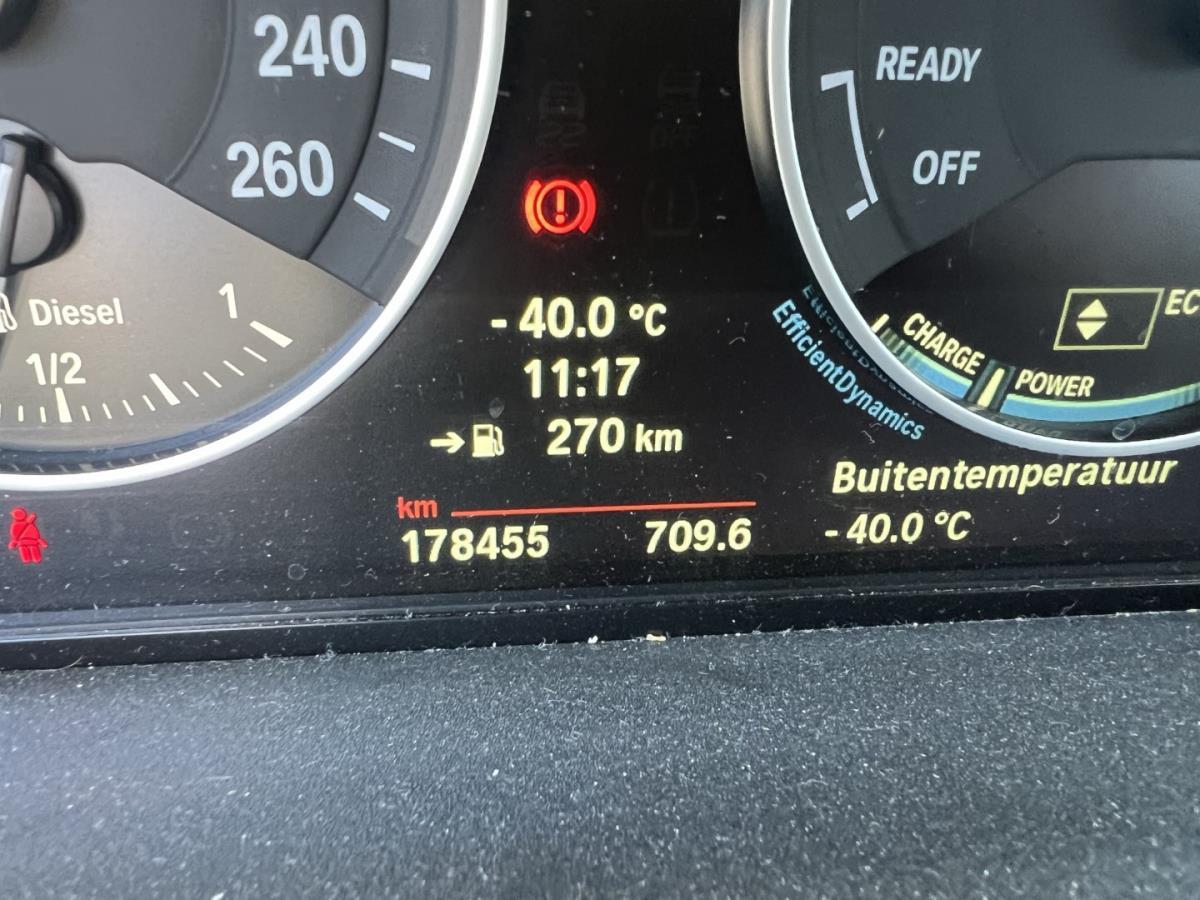 240
260
READY
OFF
Diesel
1
1/2
- 40.0 °C
11:17
270 km
km
178455
709.6
EfficientDynamics
CHARGE
POWER
Buitentemperatuur
- 40.0 °C